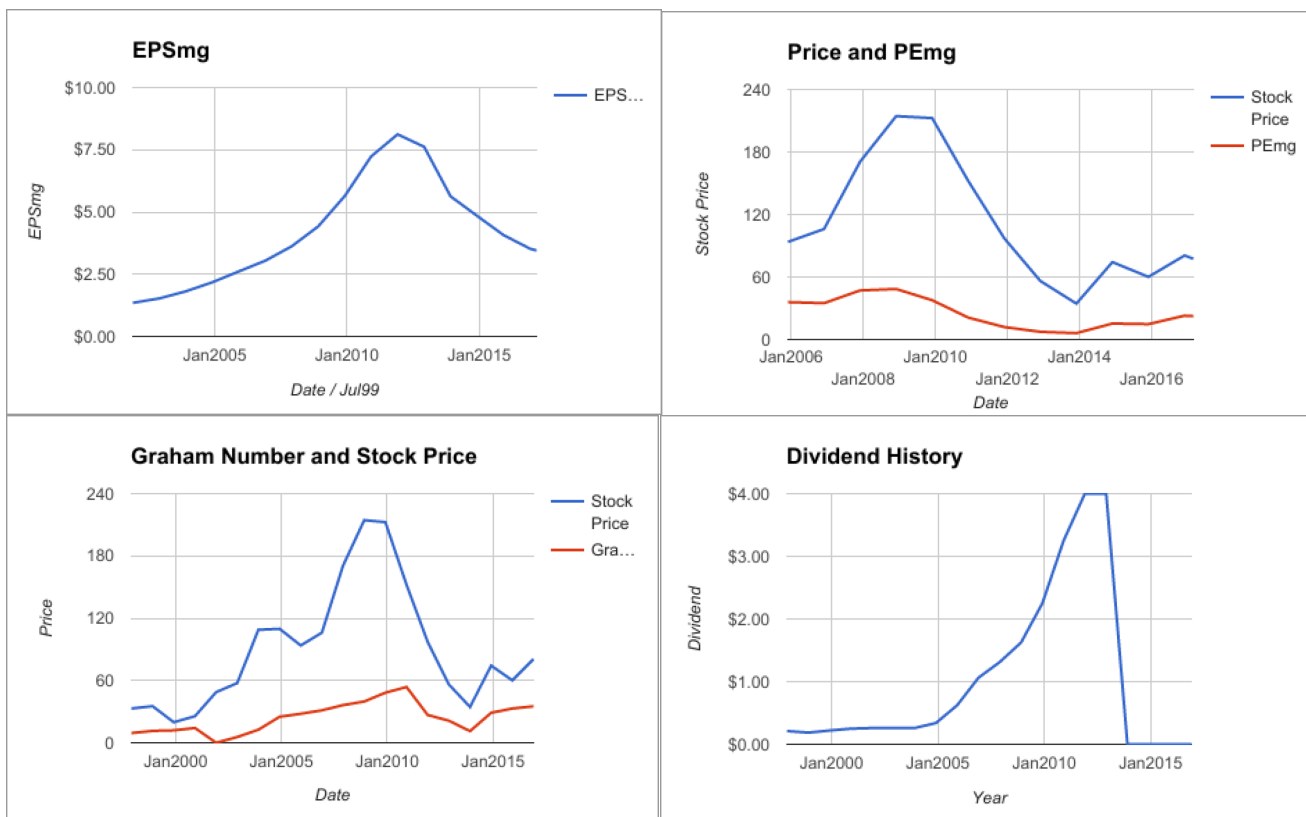 EPSmg
$10.00
$7.50
$5.00
$2.50
$0.00
EPSmg
Jan2005
Jan2010
Jan2015
Date / Jul99
EPS…
Price and PEmg
240
180
120
60
0
Stock Price
Jan2006
Jan2010
Jan2014
Jan2008
Jan2012
Jan2016
Date
Stock
Price
PEmg
Graham Number and Stock Price
240
180
120
60
0
Price
Jan2000
Jan2005
Jan2010
Jan2015
Date
Stock
Price
Gra…
Dividend History
$4.00
$3.00
$2.00
$1.00
$0.00
Dividend
Jan2000
Jan2005
Jan2010
Jan2015
Year